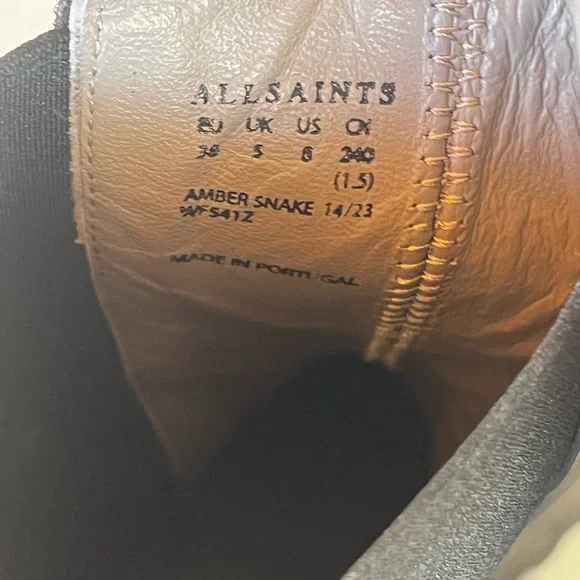 ALLSAINTS
EU UK US CN
38 5 8 240
(1.5)
AMBER SNAKE 14/23
WF541Z
MADE IN PORTUGAL